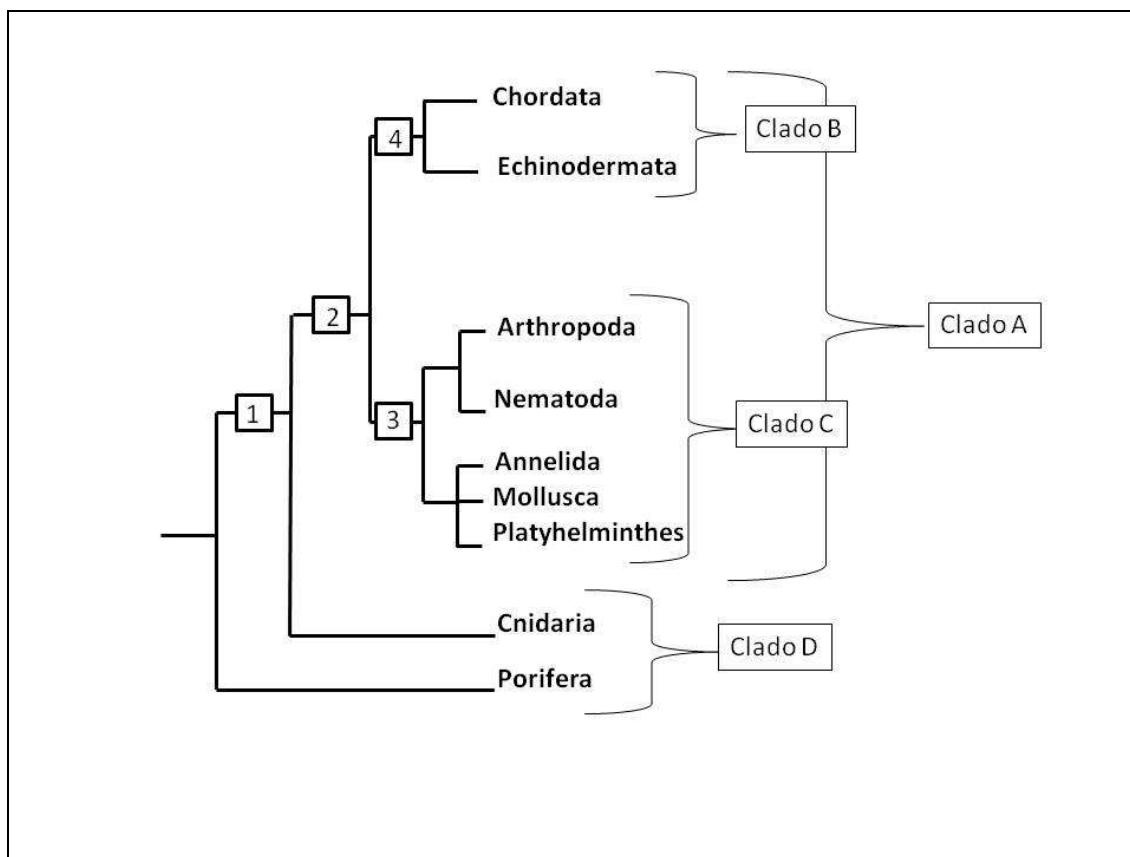 Chordata
Clado B
4
Echinodermata
2
Arthropoda
Clado A
Nematoda
1
3
Clado C
Annelida
Mollusca
Platyhelminthes
Cnidaria
Clado D
Porifera